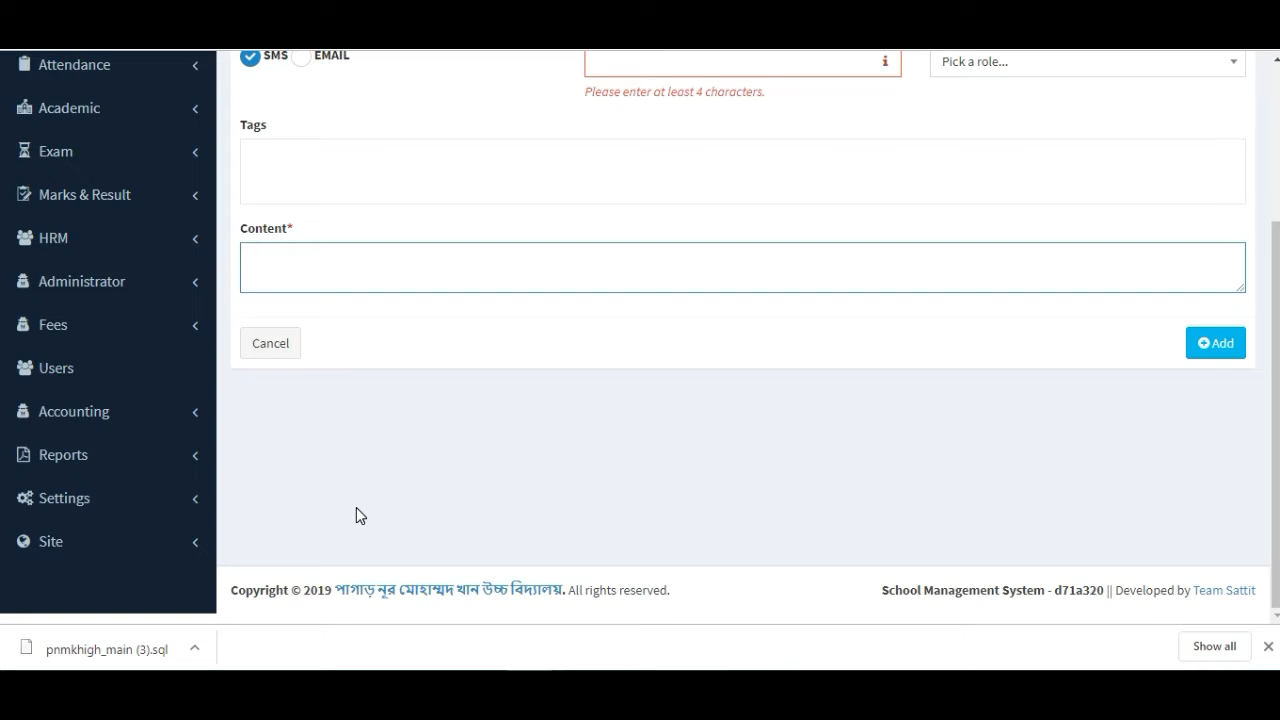 Attendance
Academic
Exam
Marks & Result
HRM
Administrator
Fees
Users
Accounting
Reports
Settings
Site
SMS EMAIL
Pick a role...
Please enter at least 4 characters.
Tags
Content*
Cancel
Add
Copyright © 2019 পাগাড় নূর মোহাম্মদ খান উচ্চ বিদ্যালয়. All rights reserved.
School Management System - d71a320 || Developed by Team Sattit
pnmkhigh_main (3).sql
Show all